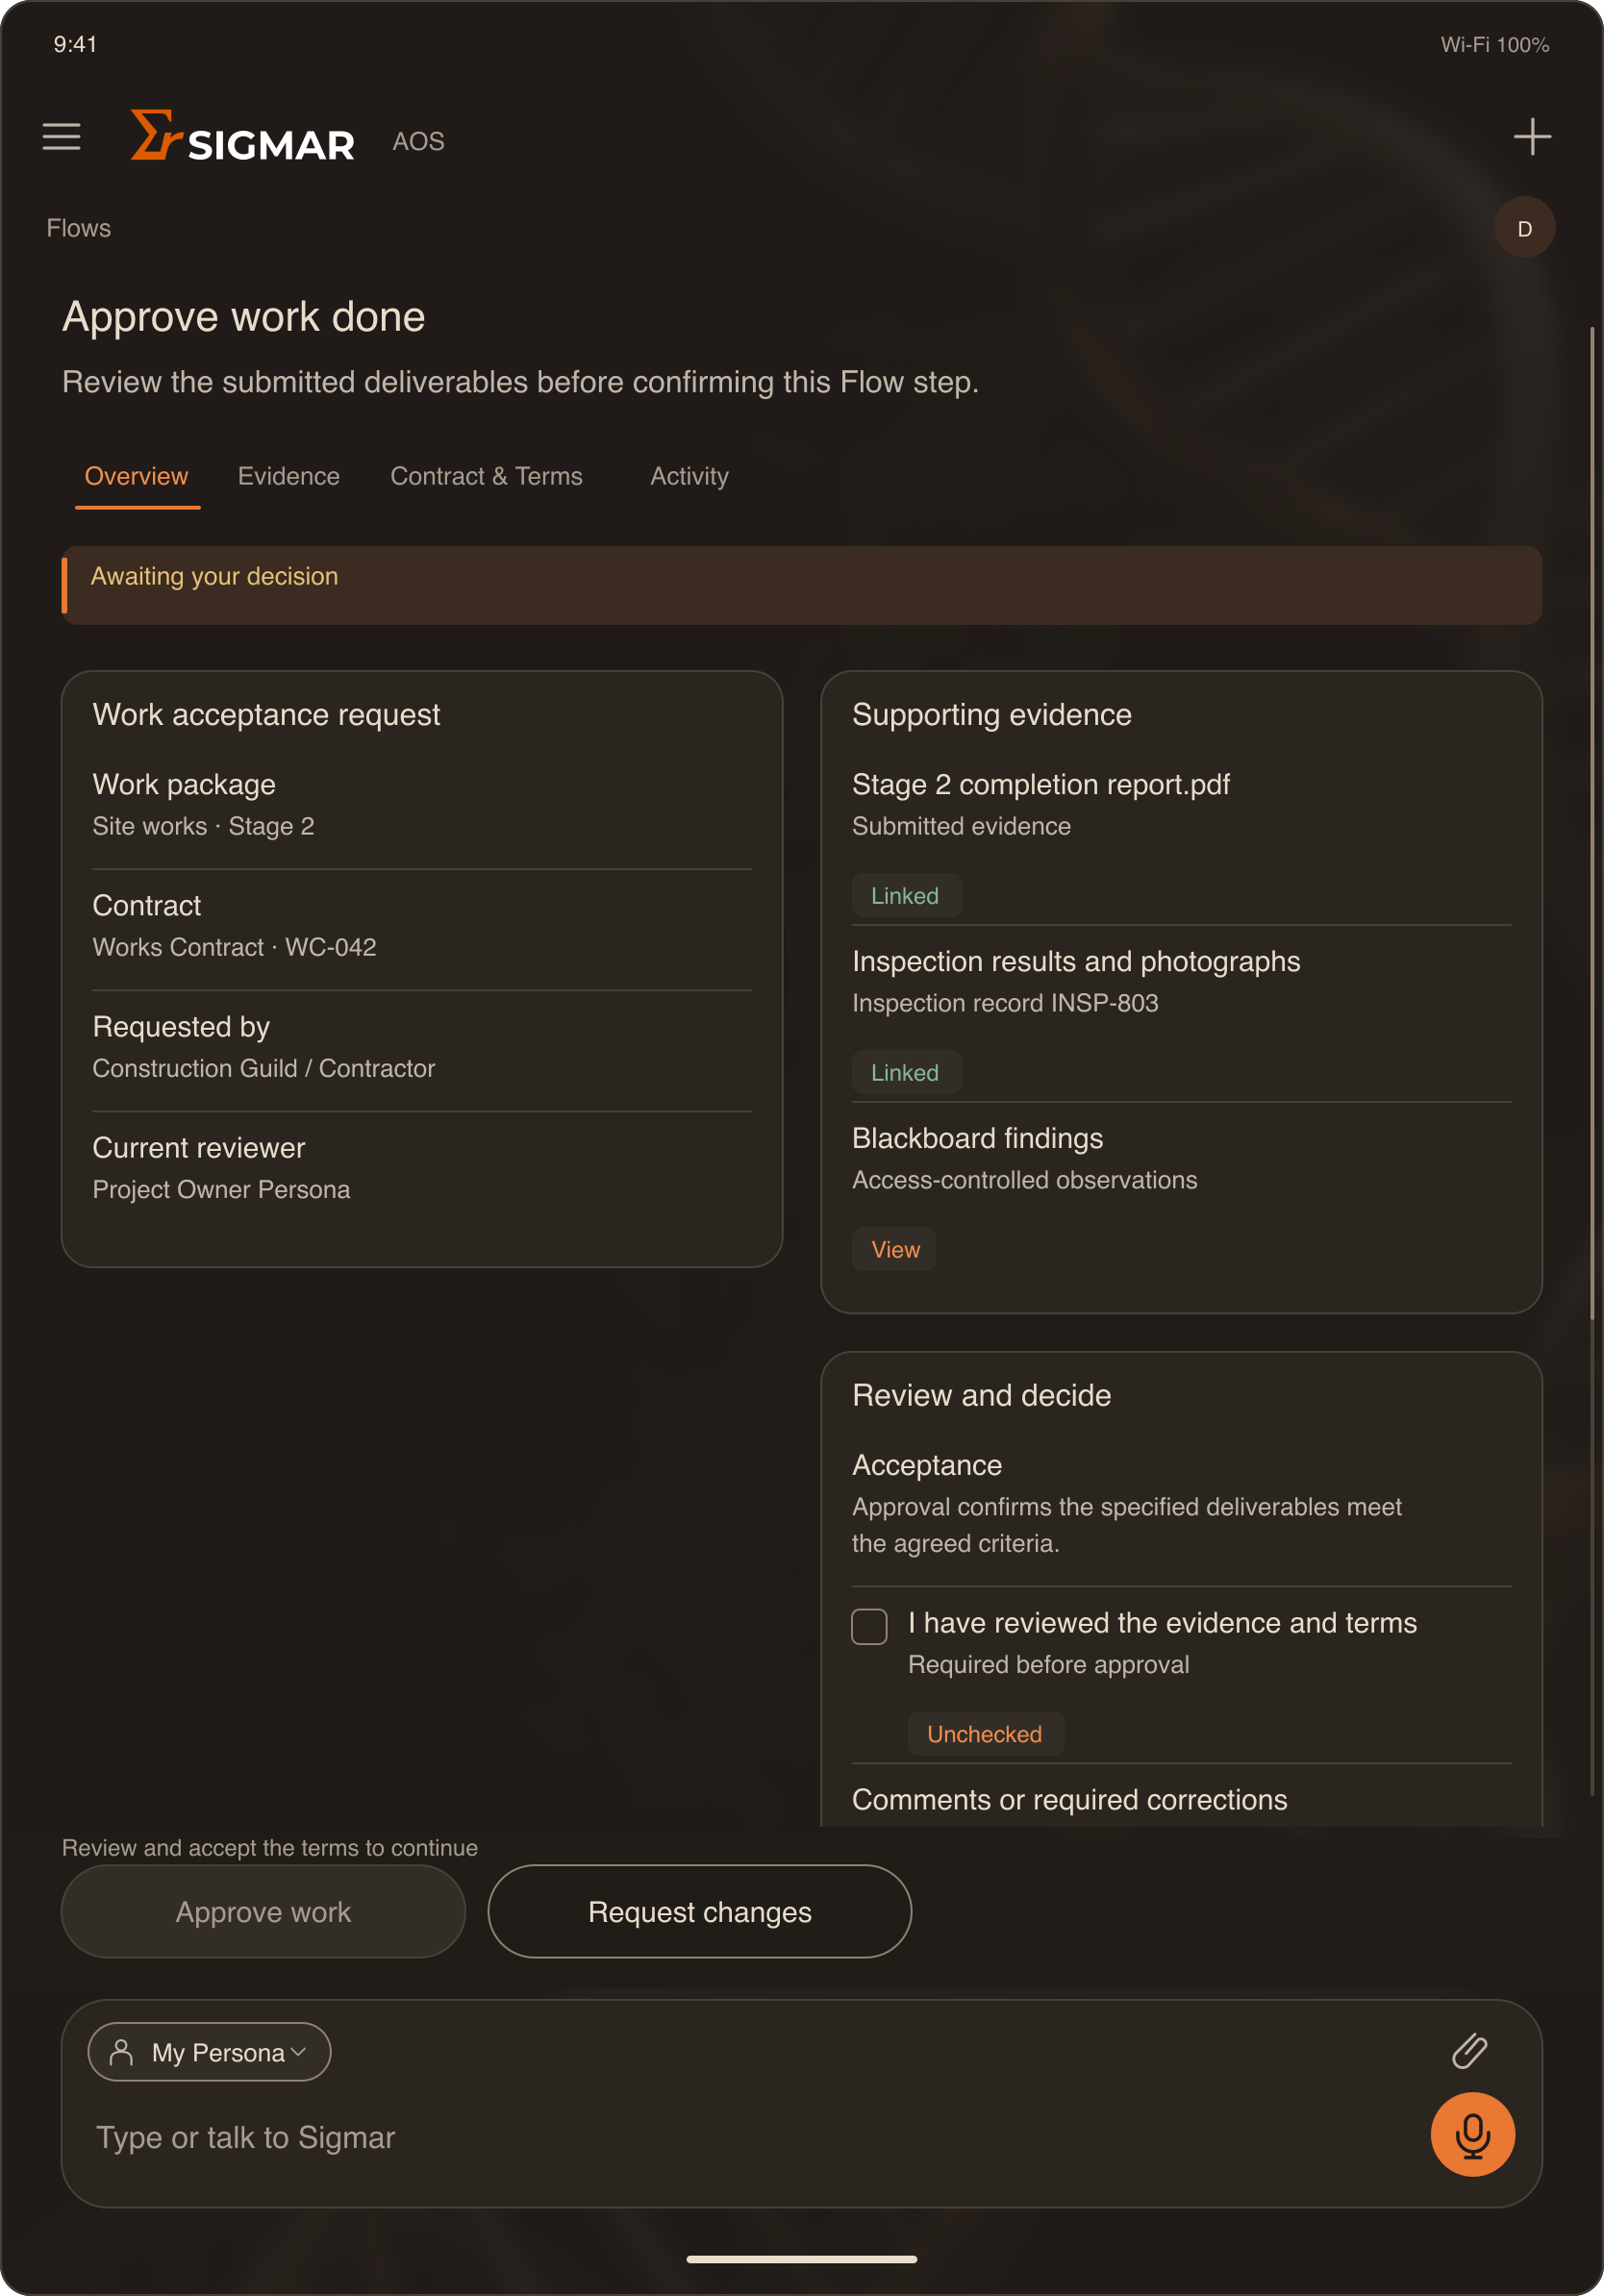 9:41
Wi-Fi 100%
Σr SIGMAR AOS
Flows
D
Approve work done
Review the submitted deliverables before confirming this Flow step.
Overview Evidence Contract & Terms Activity
Awaiting your decision
Work acceptance request
Work package
Site works · Stage 2
Contract
Works Contract · WC-042
Requested by
Construction Guild / Contractor
Current reviewer
Project Owner Persona
Supporting evidence
Stage 2 completion report.pdf
Submitted evidence
Linked
Inspection results and photographs
Inspection record INSP-803
Linked
Blackboard findings
Access-controlled observations
View
Review and decide
Acceptance
Approval confirms the specified deliverables meet
the agreed criteria.
I have reviewed the evidence and terms
Required before approval
Unchecked
Comments or required corrections
Review and accept the terms to continue
Approve work
Request changes
My Persona
Type or talk to Sigmar